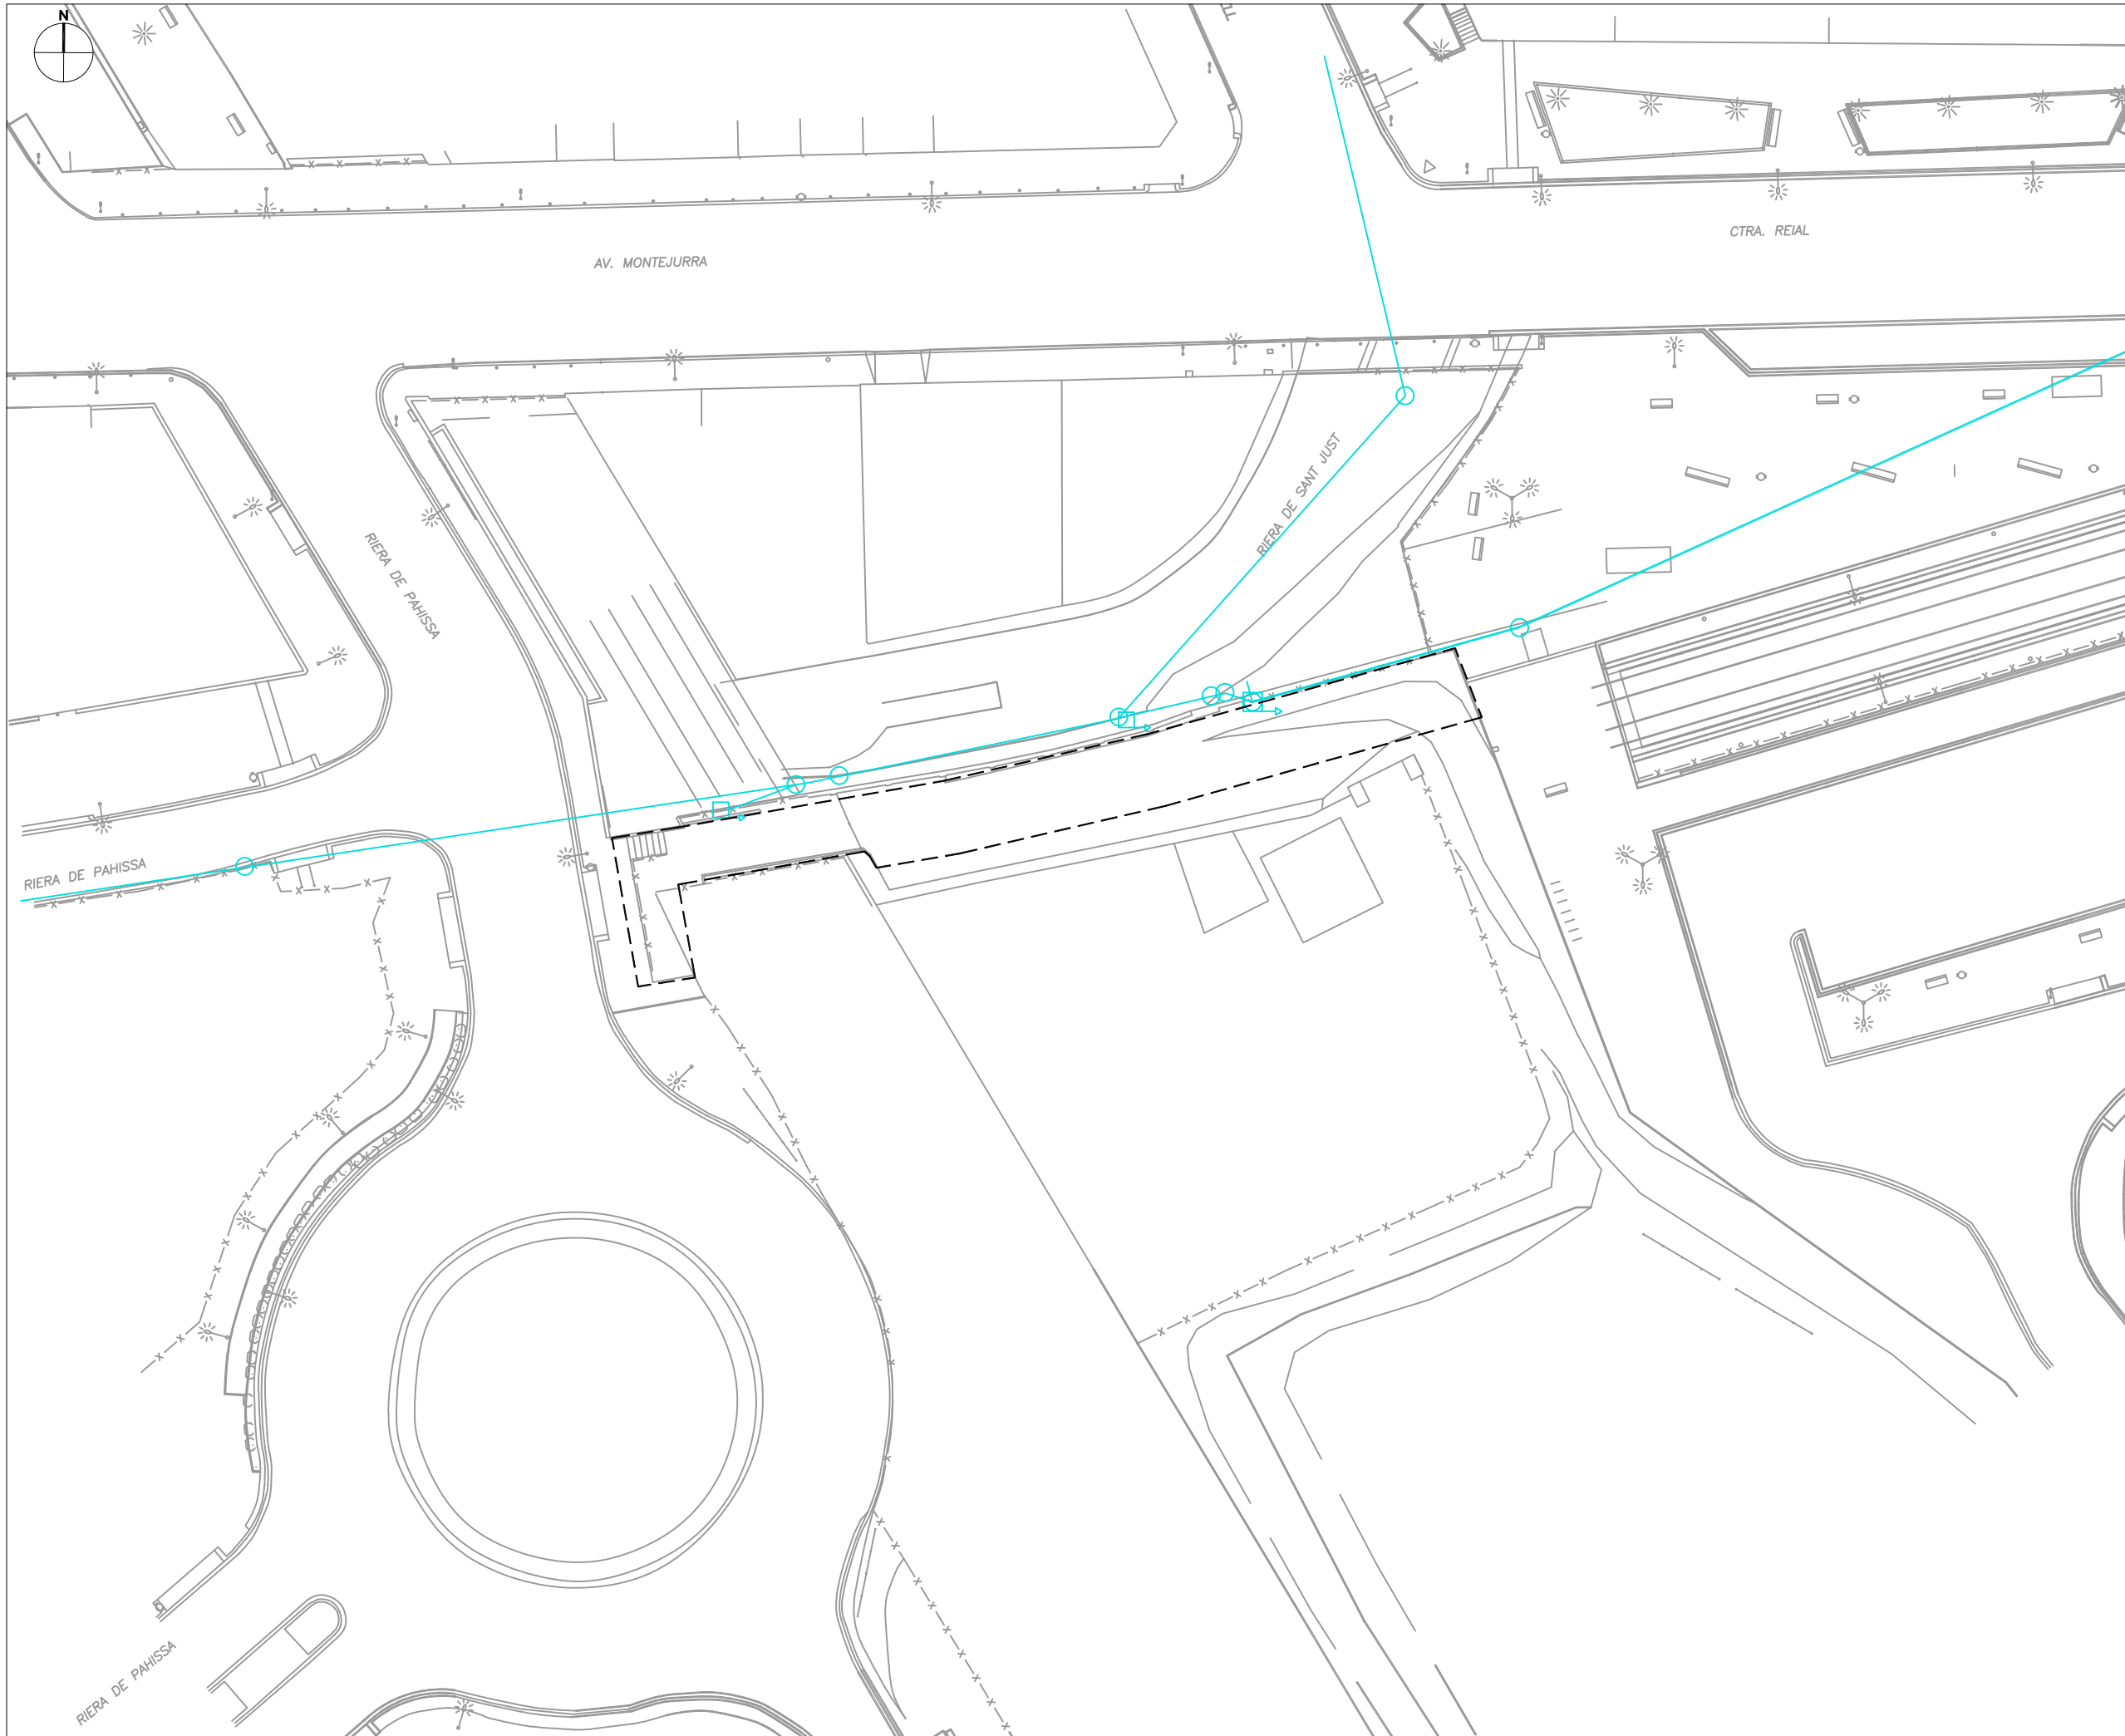 N
CTRA. REIAL
AV. MONTEJURRA
RIERA DE SANT JUST
RIERA DE PAHISSA
RIERA DE PAHISSA
RIERA DE PAHISSA